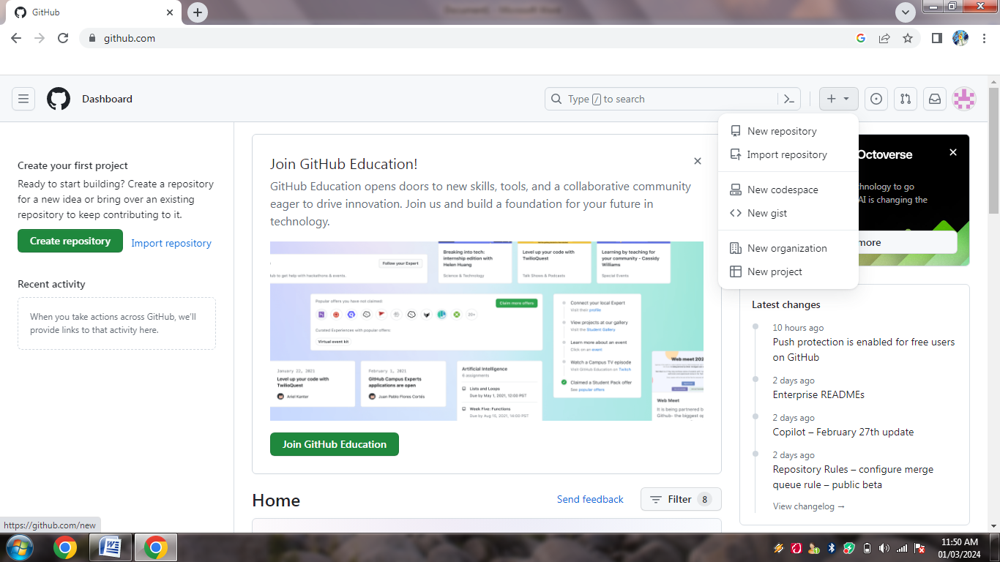 GitHub
github.com
Dashboard
Type / to search
New repository
Import repository
New codespace
New gist
New organization
New project
Create your first project
Ready to start building? Create a repository
for a new idea or bring over an existing
repository to keep contributing to it.
Create repository
Import repository
Recent activity
When you take actions across GitHub, we'll
provide links to that activity here.
Join GitHub Education!
GitHub Education opens doors to new skills, tools, and a collaborative community
eager to drive innovation. Join us and build a foundation for your future in
technology.
Follow your Expert
Hub to get help with hackathons & events.
Breaking into tech:
internship edition with
Helen Huang
Science & Technology
Level up your code with
TwilioQuest
Talk Shows & Podcasts
Learning by teaching for
your community - Cassidy
Williams
Special Events
Popular offers you have not claimed:
Claim more offers
20+
Curated Experiences with popular offers:
Virtual event kit
Connect your local Expert
Visit their profile
View projects at our gallery
Visit the Student Gallery
Learn more about an event
Click on an event
Watch a Campus TV episode
Visit GitHub Education on Twitch
Claimed a Student Pack offer
See popular offers
January 22, 2021
Level up your code with
TwilioQuest
Ariel Kanter
February 1, 2021
GitHub Campus Experts
applications are open
Juan Pablo Flores Cortés
Artificial Intelligence
6 assignments
Lists and Loops
Due by May 1, 2021, 12:00 PST
Week Five: Functions
Due by Aug 15, 2021, 14:00 PST
Web meet 202
Web Meet
It is being partnered b
Github- the biggest op
Join GitHub Education
Home
Send feedback
Filter 8
Octoverse
hnology to go
AI is changing the
more
Latest changes
10 hours ago
Push protection is enabled for free users
on GitHub
2 days ago
Enterprise READMEs
2 days ago
Copilot – February 27th update
2 days ago
Repository Rules – configure merge
queue rule – public beta
View changelog →
https://github.com/new
11:50 AM
01/03/2024